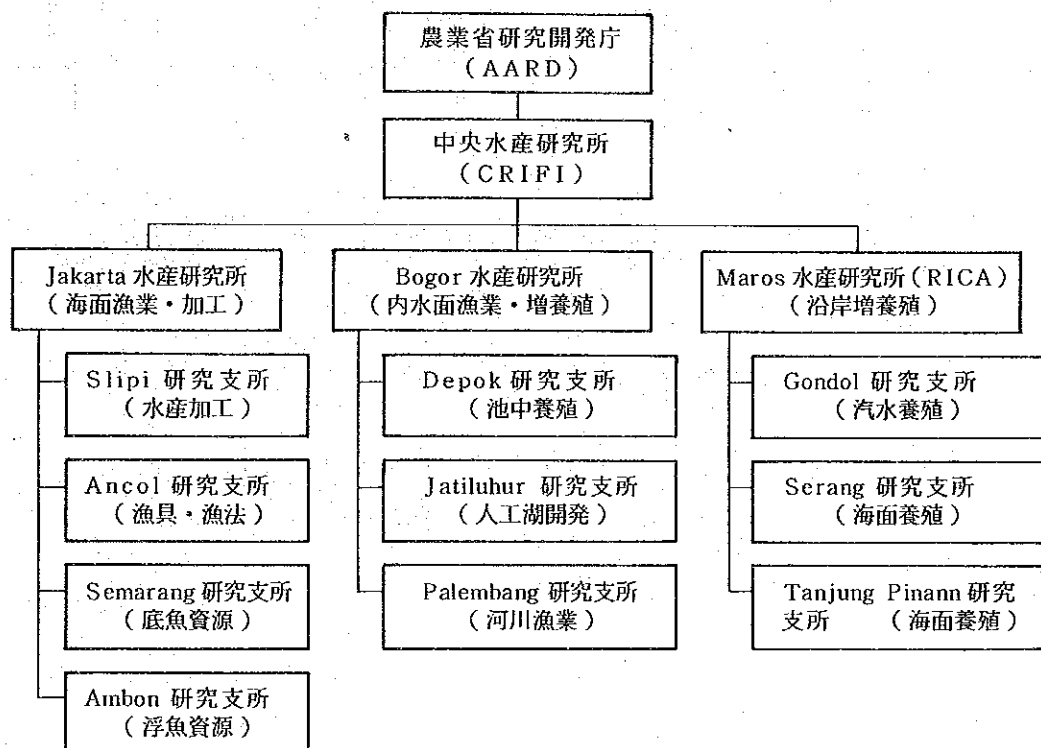 農業省研究開発庁
(AARD)
中央水産研究所
(CRIFI)
Jakarta 水産研究所
(海面漁業・加工)
Slipi 研究支所
(水産加工)
Ancol 研究支所
(漁具・漁法)
Semarang 研究支所
(底魚資源)
Ambon 研究支所
(浮魚資源)
Bogor 水産研究所
(内水面漁業・増養殖)
Depok 研究支所
(池中養殖)
Jatiluhur 研究支所
(人工湖開発)
Palembang 研究支所
(河川漁業)
Maros 水産研究所(RICA)
(沿岸増養殖)
Gondol 研究支所
(汽水養殖)
Serang 研究支所
(海面養殖)
Tanjung Pinann 研究
支所 (海面養殖)